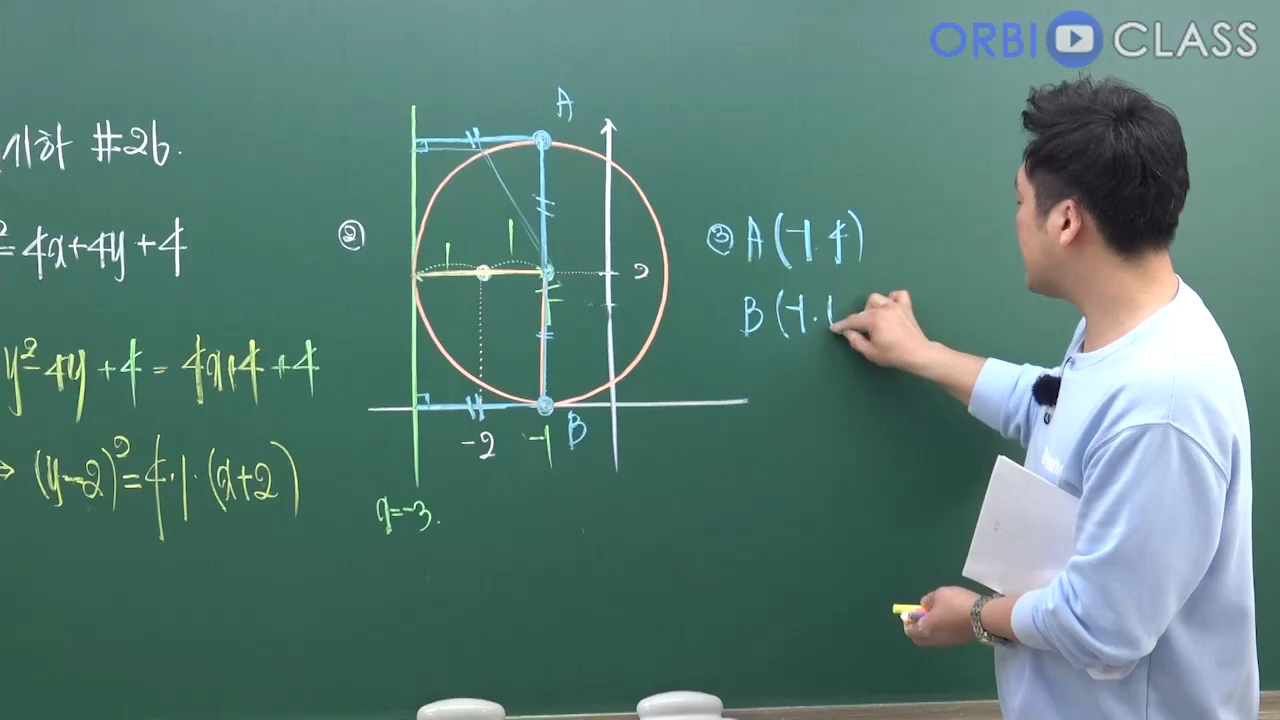 ORBI CLASS
기하 #26.
²=4x+4y+4
y²-4y+4=4x+4+4
→ (y-2)²=4·1·(x+2)
②
A
1
1
2
-2
-1
B
x=-3.
③ A(-1.4)
B(-1.